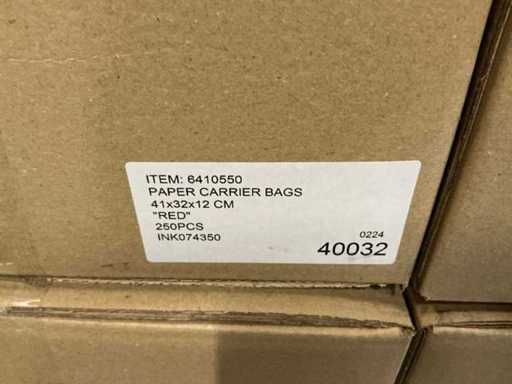 ITEM: 6410550
PAPER CARRIER BAGS
41x32x12 CM
"RED"
250PCS
INK074350
0224
40032